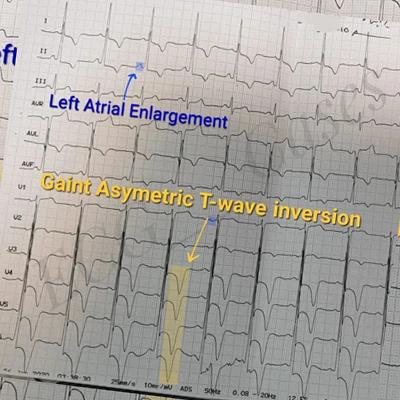 I
II
eft
III
AVR
Left Atrial Enlargement
AVL
AVF
Gaint Asymetric T-wave inversion
V1
V2
V3
V4
V5
25mm/s 10mm/mV ADS 50Hz 0.08 - 20Hz